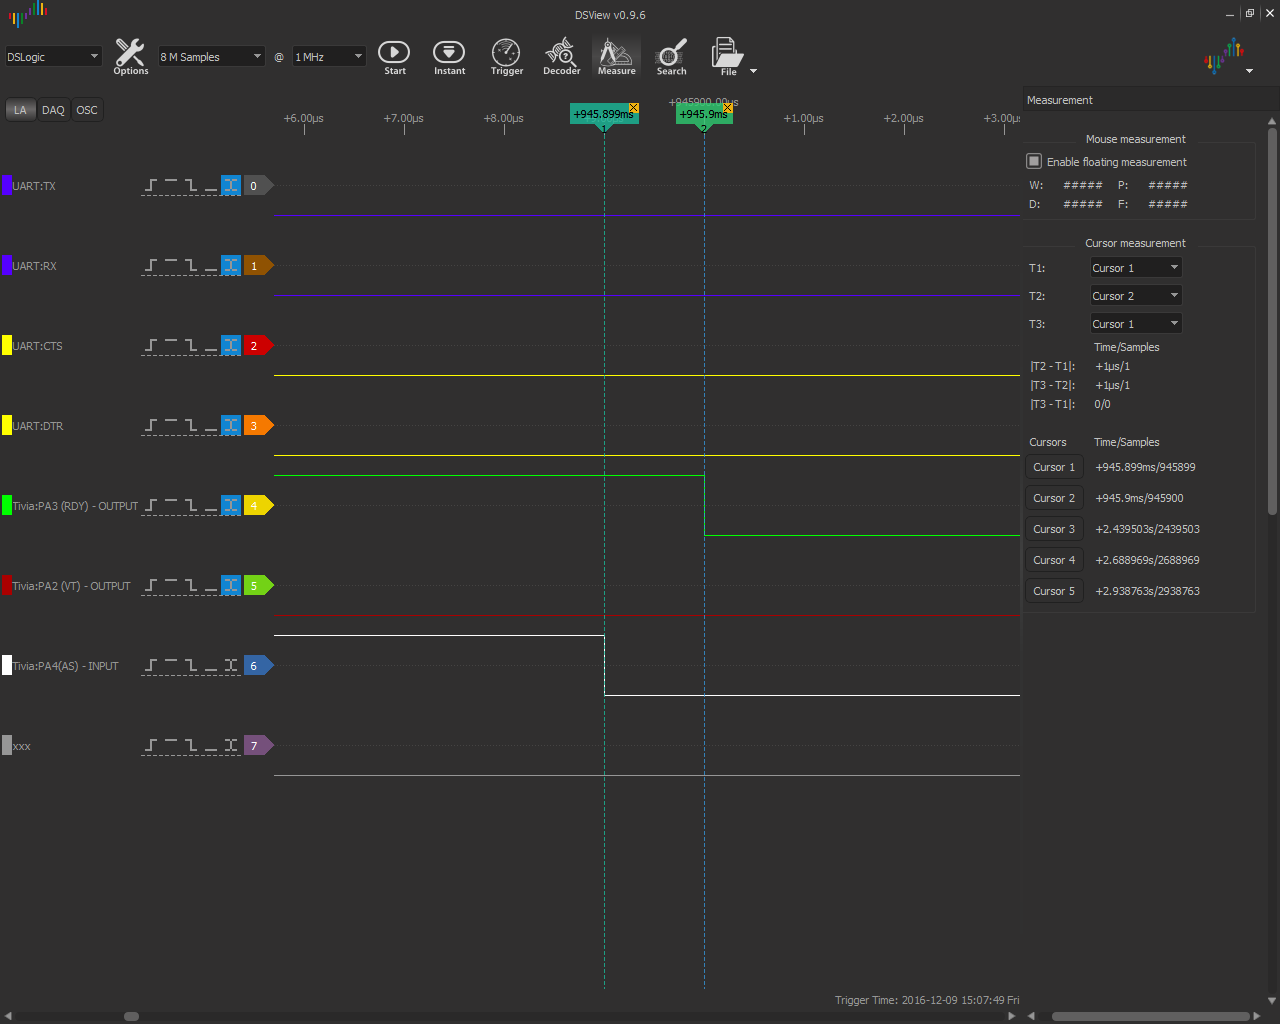 DSView v0.9.6
DSLogic
Options
8 M Samples
@
1 MHz
Start
Instant
Trigger
Decoder
Measure
Search
File
LA
DAQ
OSC
+6.00µs
+7.00µs
+8.00µs
+945.899ms
1
+945900.00µs
+945.9ms
2
+1.00µs
+2.00µs
+3.00µs
UART:TX
0
UART:RX
1
UART:CTS
2
UART:DTR
3
Tivia:PA3 (RDY) - OUTPUT
4
Tivia:PA2 (VT) - OUTPUT
5
Tivia:PA4(AS) - INPUT
6
xxx
7
Trigger Time: 2016-12-09 15:07:49 Fri
Measurement
Mouse measurement
Enable floating measurement
W: ##### P: #####
D: ##### F: #####
Cursor measurement
T1: Cursor 1
T2: Cursor 2
T3: Cursor 1
Time/Samples
|T2 - T1|: +1µs/1
|T3 - T2|: +1µs/1
|T3 - T1|: 0/0
Cursors Time/Samples
Cursor 1 +945.899ms/945899
Cursor 2 +945.9ms/945900
Cursor 3 +2.439503s/2439503
Cursor 4 +2.688969s/2688969
Cursor 5 +2.938763s/2938763